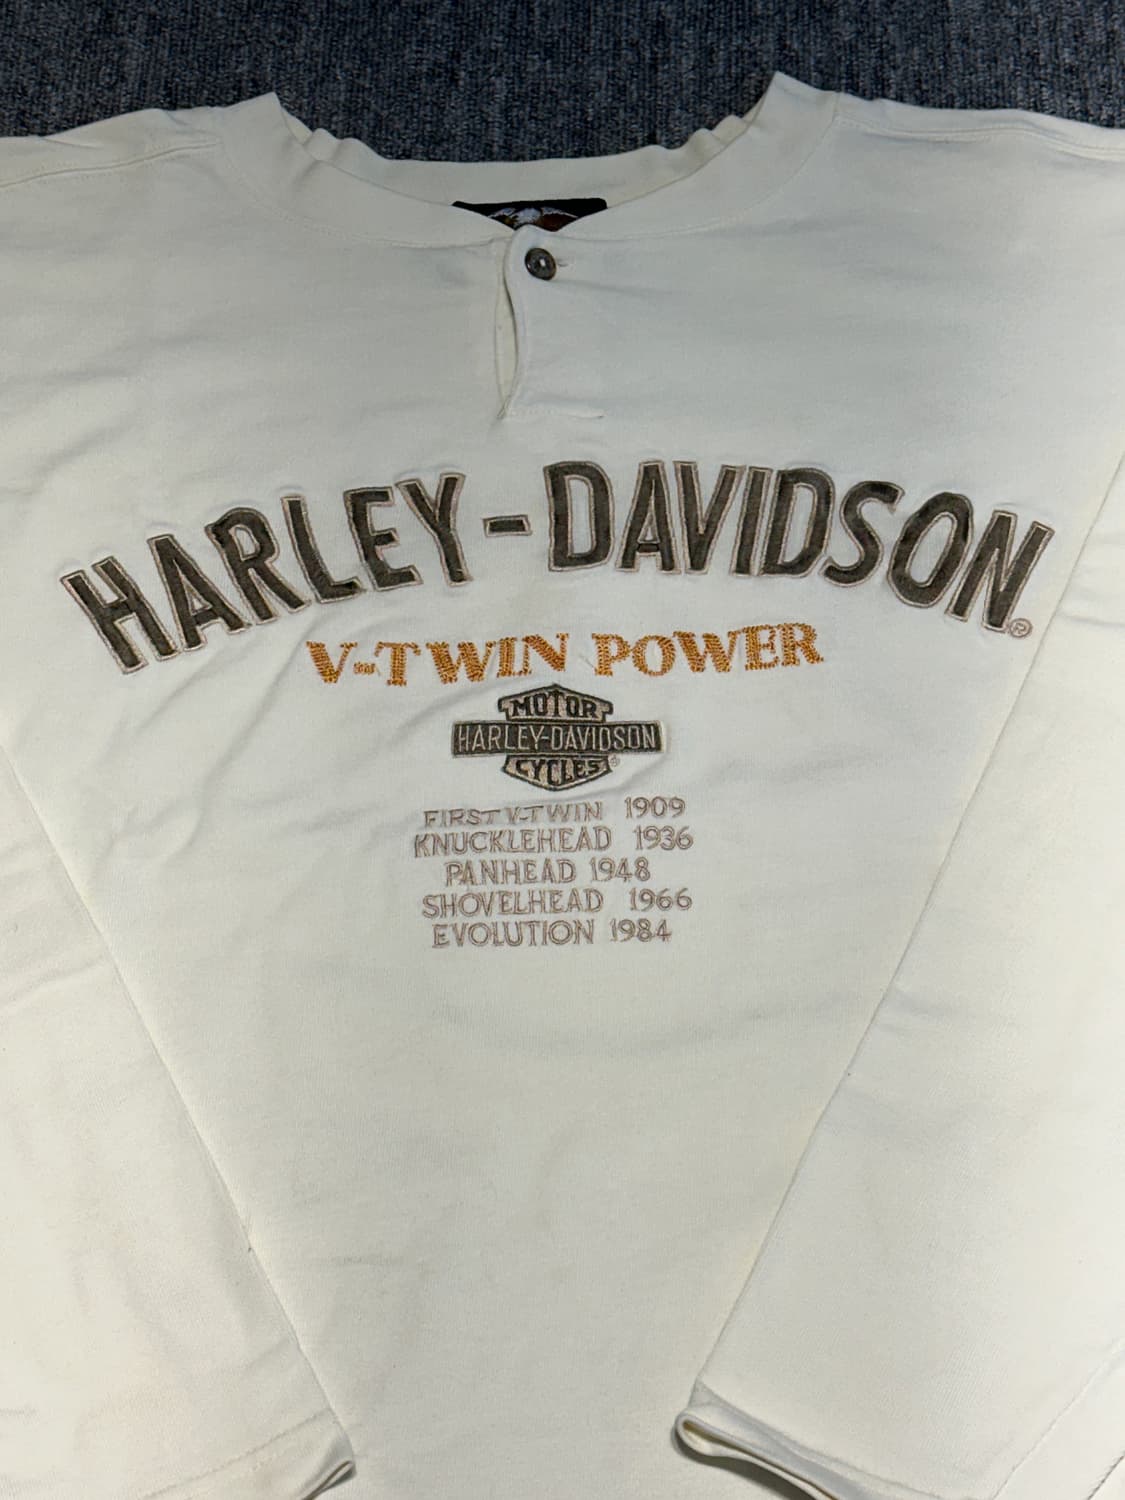 HARLEY-DAVIDSON®
V-TWIN POWER
MOTOR
HARLEY-DAVIDSON
CYCLES®
FIRST V-TWIN 1909
KNUCKLEHEAD 1936
PANHEAD 1948
SHOVELHEAD 1966
EVOLUTION 1984